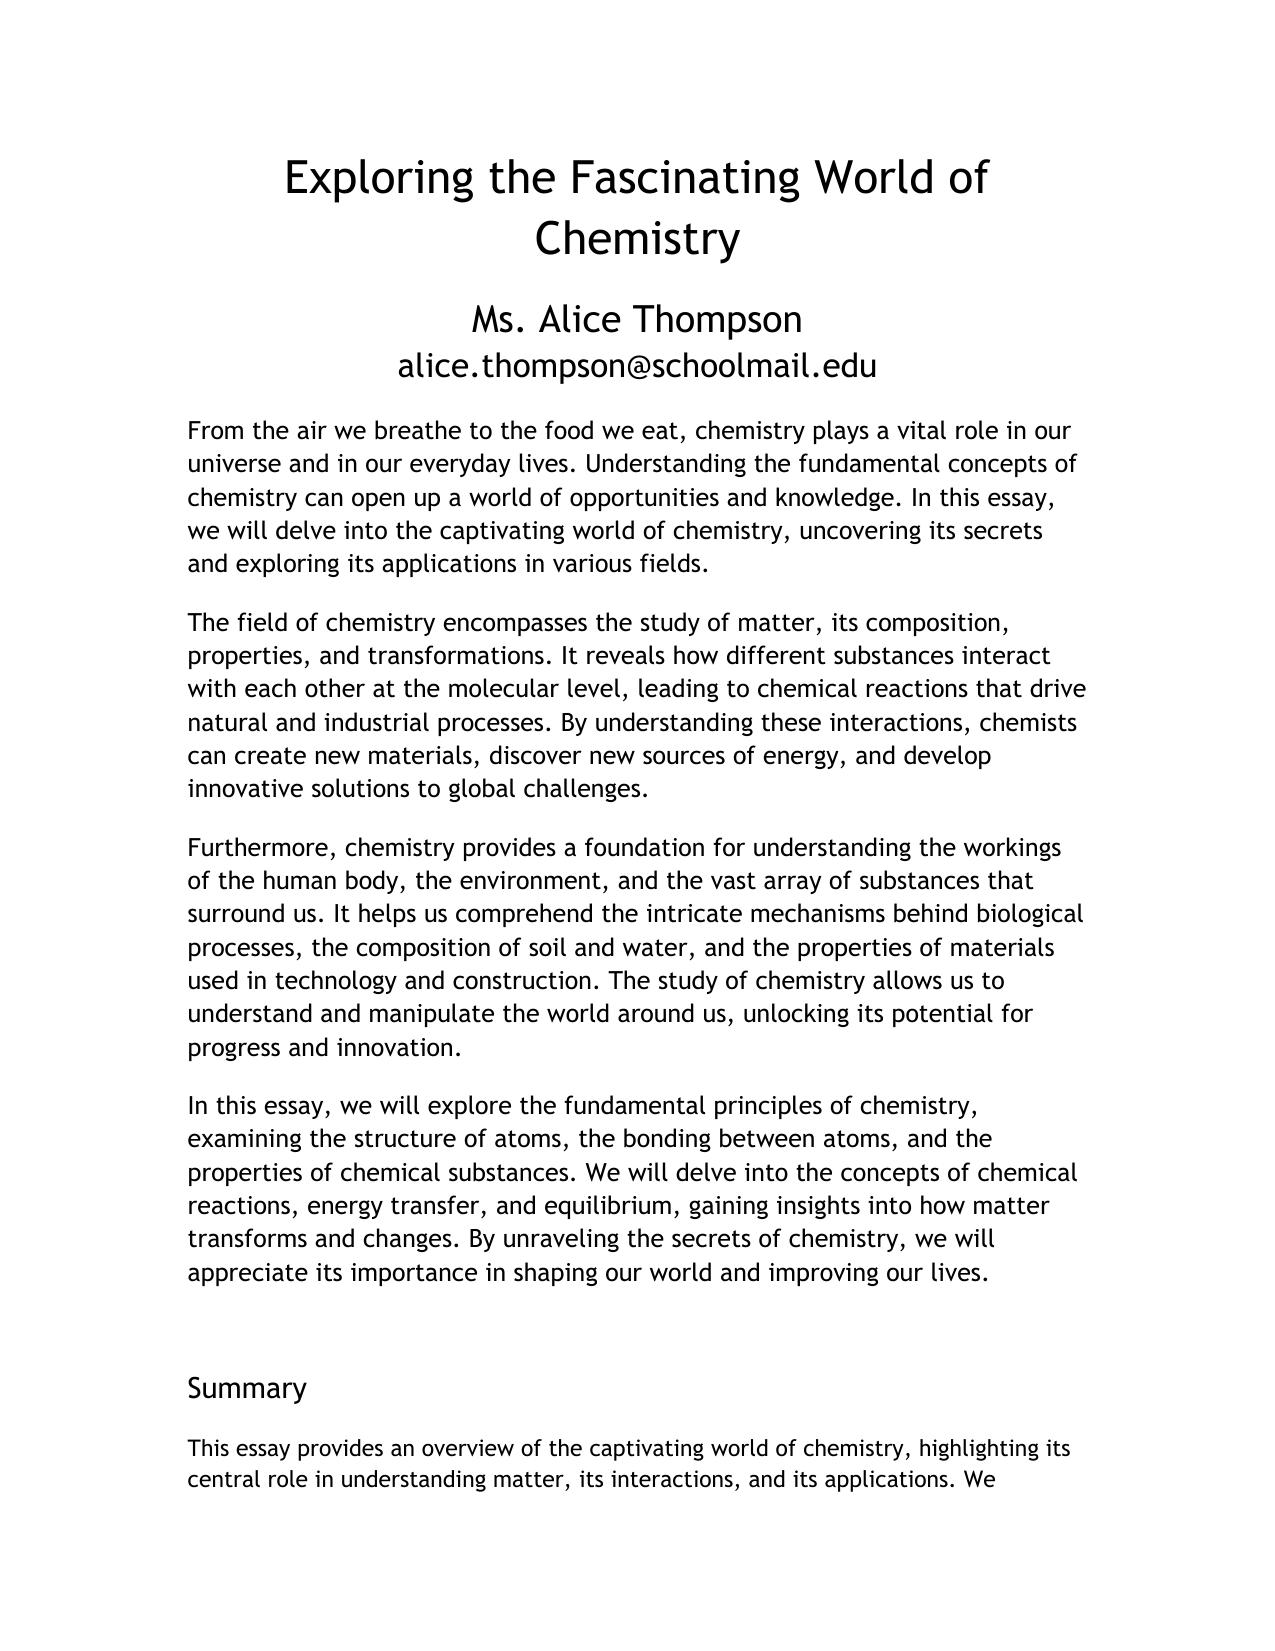 Exploring the Fascinating World of
Chemistry
Ms. Alice Thompson
alice.thompson@schoolmail.edu
From the air we breathe to the food we eat, chemistry plays a vital role in our
universe and in our everyday lives. Understanding the fundamental concepts of
chemistry can open up a world of opportunities and knowledge. In this essay,
we will delve into the captivating world of chemistry, uncovering its secrets
and exploring its applications in various fields.
The field of chemistry encompasses the study of matter, its composition,
properties, and transformations. It reveals how different substances interact
with each other at the molecular level, leading to chemical reactions that drive
natural and industrial processes. By understanding these interactions, chemists
can create new materials, discover new sources of energy, and develop
innovative solutions to global challenges.
Furthermore, chemistry provides a foundation for understanding the workings
of the human body, the environment, and the vast array of substances that
surround us. It helps us comprehend the intricate mechanisms behind biological
processes, the composition of soil and water, and the properties of materials
used in technology and construction. The study of chemistry allows us to
understand and manipulate the world around us, unlocking its potential for
progress and innovation.
In this essay, we will explore the fundamental principles of chemistry,
examining the structure of atoms, the bonding between atoms, and the
properties of chemical substances. We will delve into the concepts of chemical
reactions, energy transfer, and equilibrium, gaining insights into how matter
transforms and changes. By unraveling the secrets of chemistry, we will
appreciate its importance in shaping our world and improving our lives.
Summary
This essay provides an overview of the captivating world of chemistry, highlighting its
central role in understanding matter, its interactions, and its applications. We